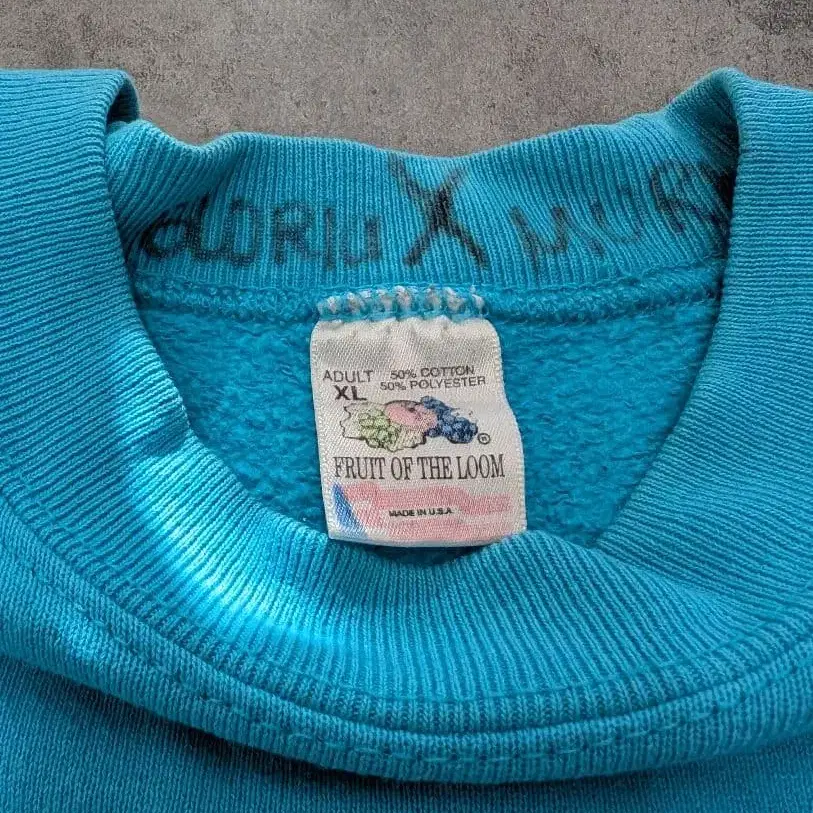 X
ADULT 50% COTTON
XL 50% POLYESTER
®
FRUIT OF THE LOOM
MADE IN U.S.A.